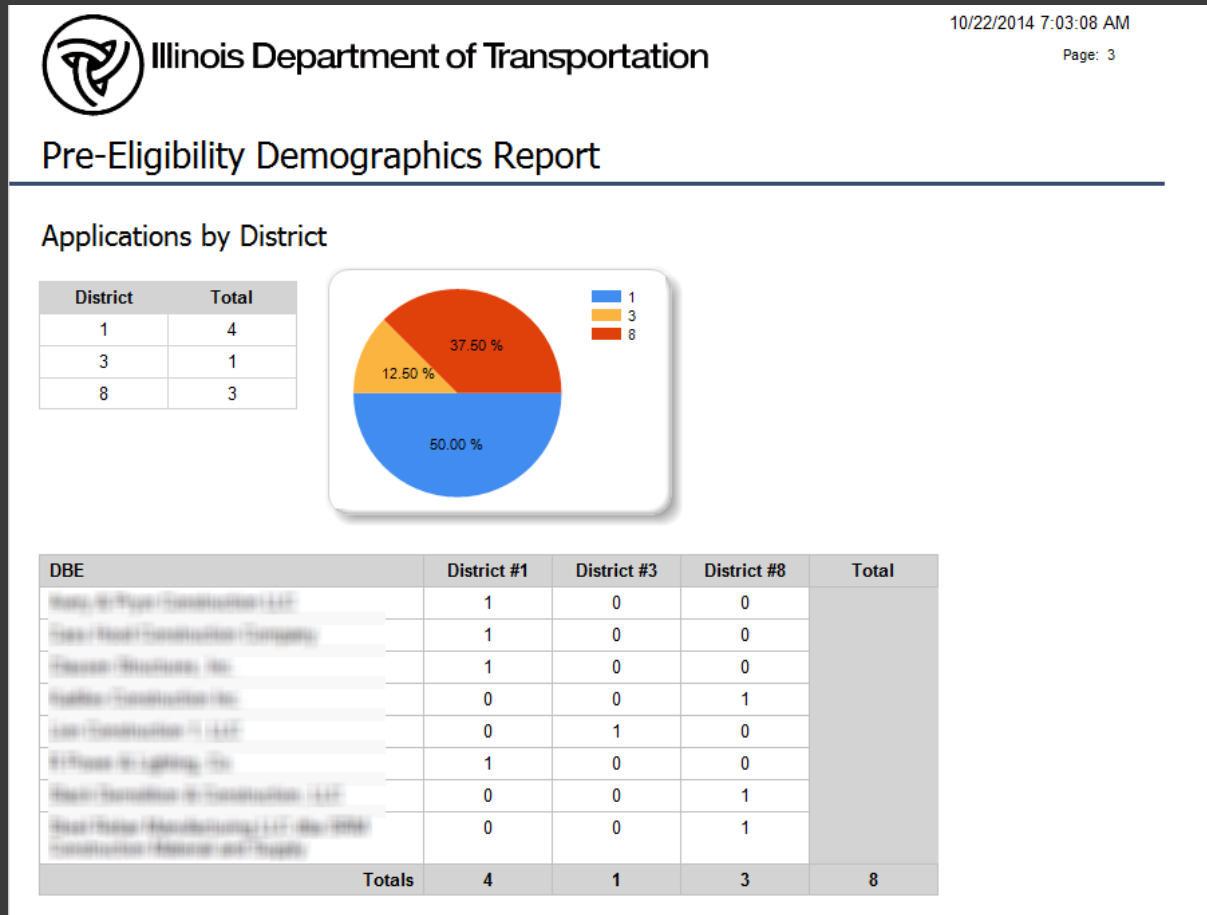 Illinois Department of Transportation
10/22/2014 7:03:08 AM
Page: 3
Pre-Eligibility Demographics Report
Applications by District
District Total
1 4
3 1
8 3
37.50 %
12.50 %
50.00 %
1
3
8
DBE District #1 District #3 District #8 Total
1 0 0
1 0 0
1 0 0
0 0 1
0 1 0
1 0 0
0 0 1
0 0 1
Totals 4 1 3 8